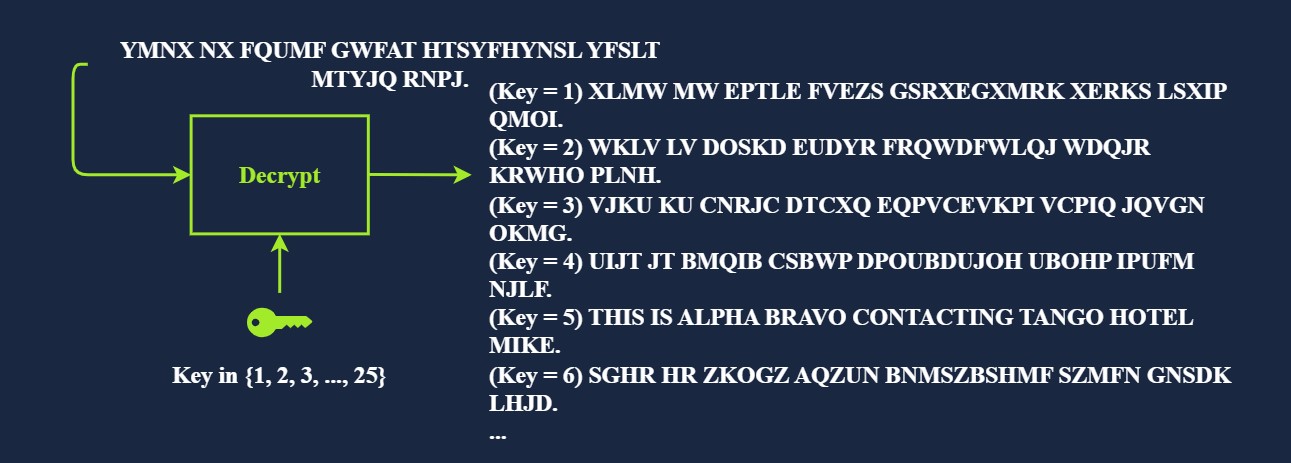 YMNX NX FQUMF GWFAT HTSYFHYNSL YFSLT
MTYJQ RNPJ.
Decrypt
Key in {1, 2, 3, ..., 25}
(Key = 1) XLMW MW EPTLE FVEZS GSRXEGXMRK XERKS LSXIP
QMOI.
(Key = 2) WKLV LV DOSKD EUDYR FRQWDFWLQJ WDQJR
KRWHO PLNH.
(Key = 3) VJKU KU CNRJC DTCXQ EQPVCEVKPI VCPIQ JQVGN
OKMG.
(Key = 4) UIJT JT BMQIB CSBWP DPOUBDUJOH UBOHP IPUFM
NJLF.
(Key = 5) THIS IS ALPHA BRAVO CONTACTING TANGO HOTEL
MIKE.
(Key = 6) SGHR HR ZKOGZ AQZUN BNMSZBSHMF SZMFN GNSDK
LHJD.
...